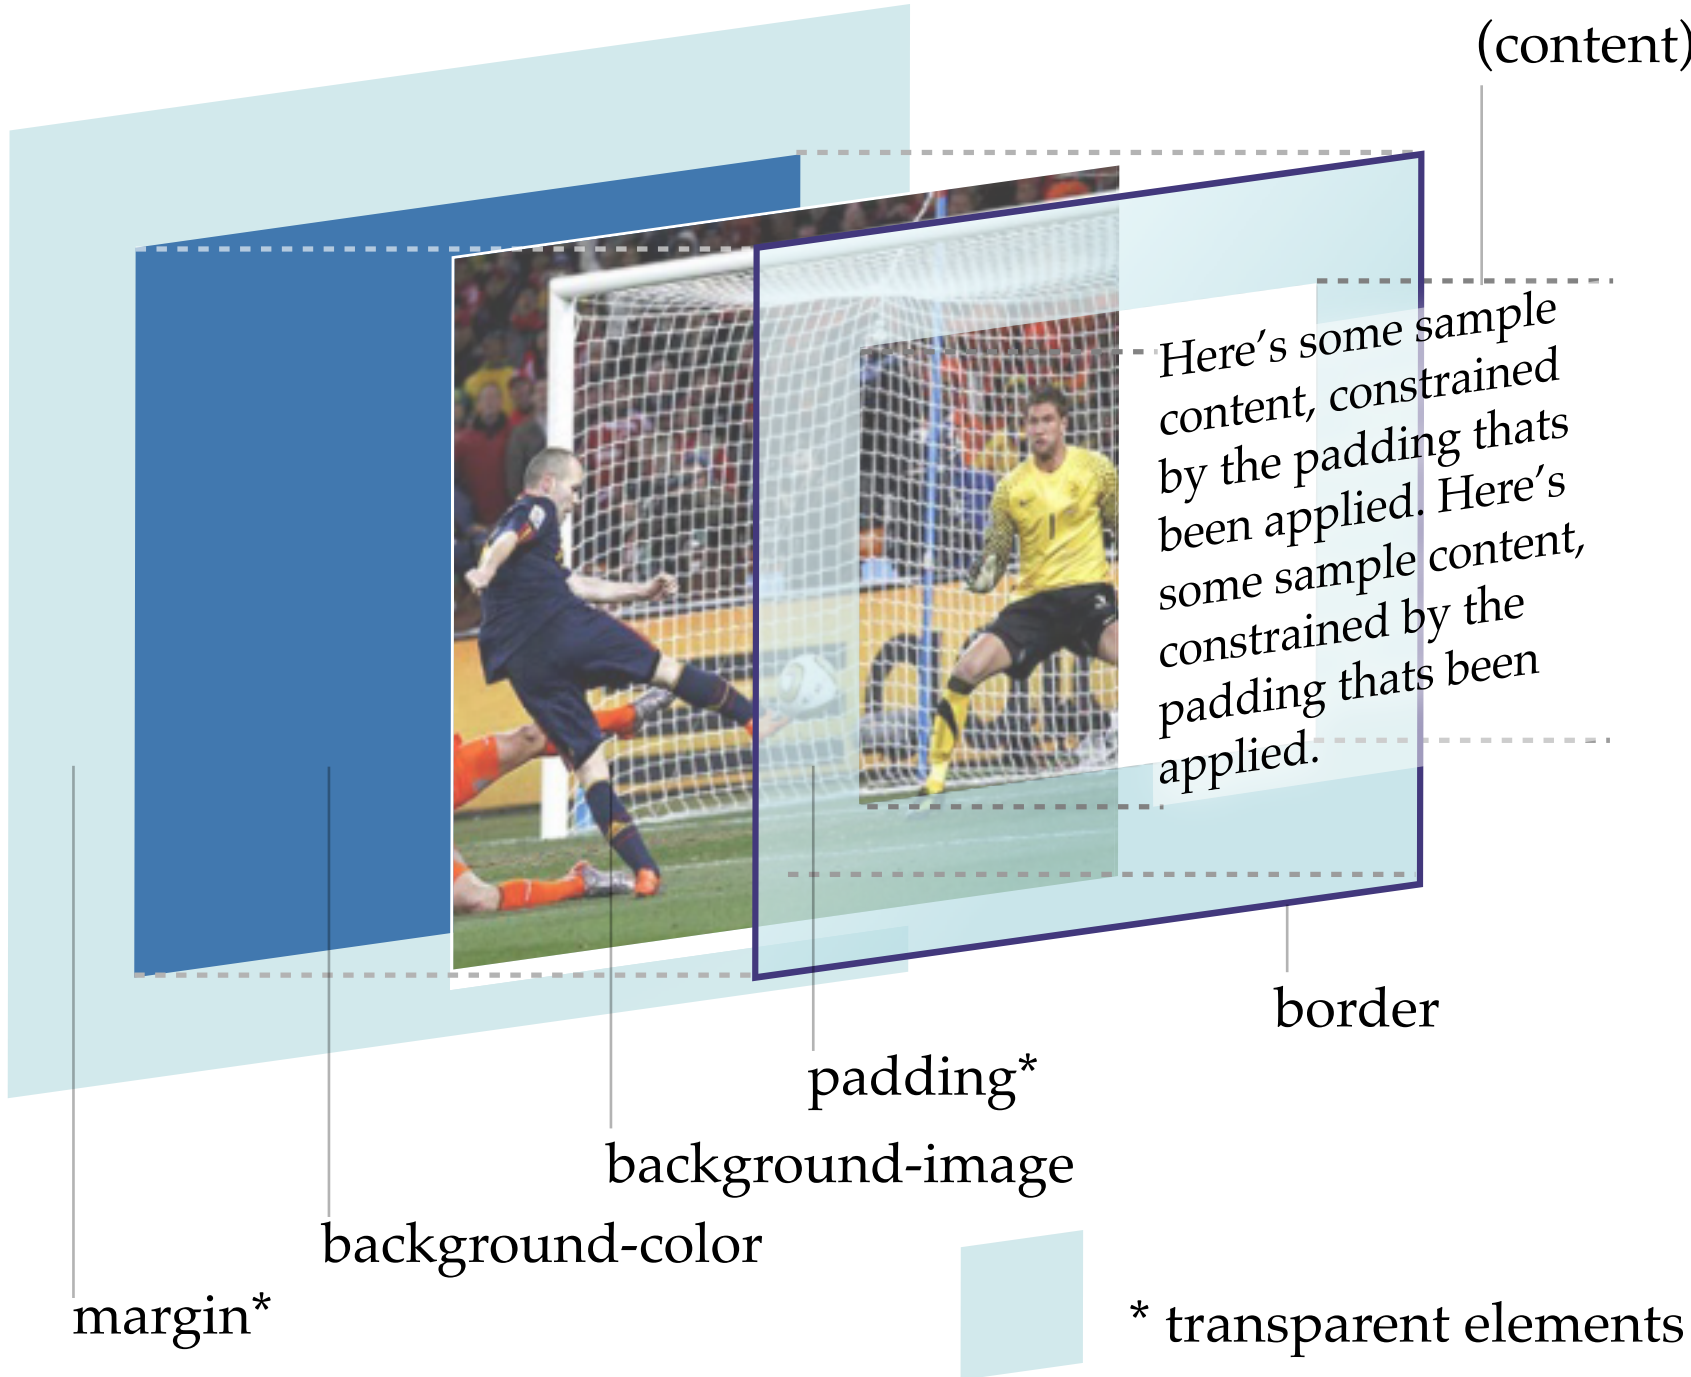 (content)
Here’s some sample
content, constrained
by the padding thats
been applied. Here’s
some sample content,
constrained by the
padding thats been
applied.
border
padding*
background-image
background-color
margin*
* transparent elements